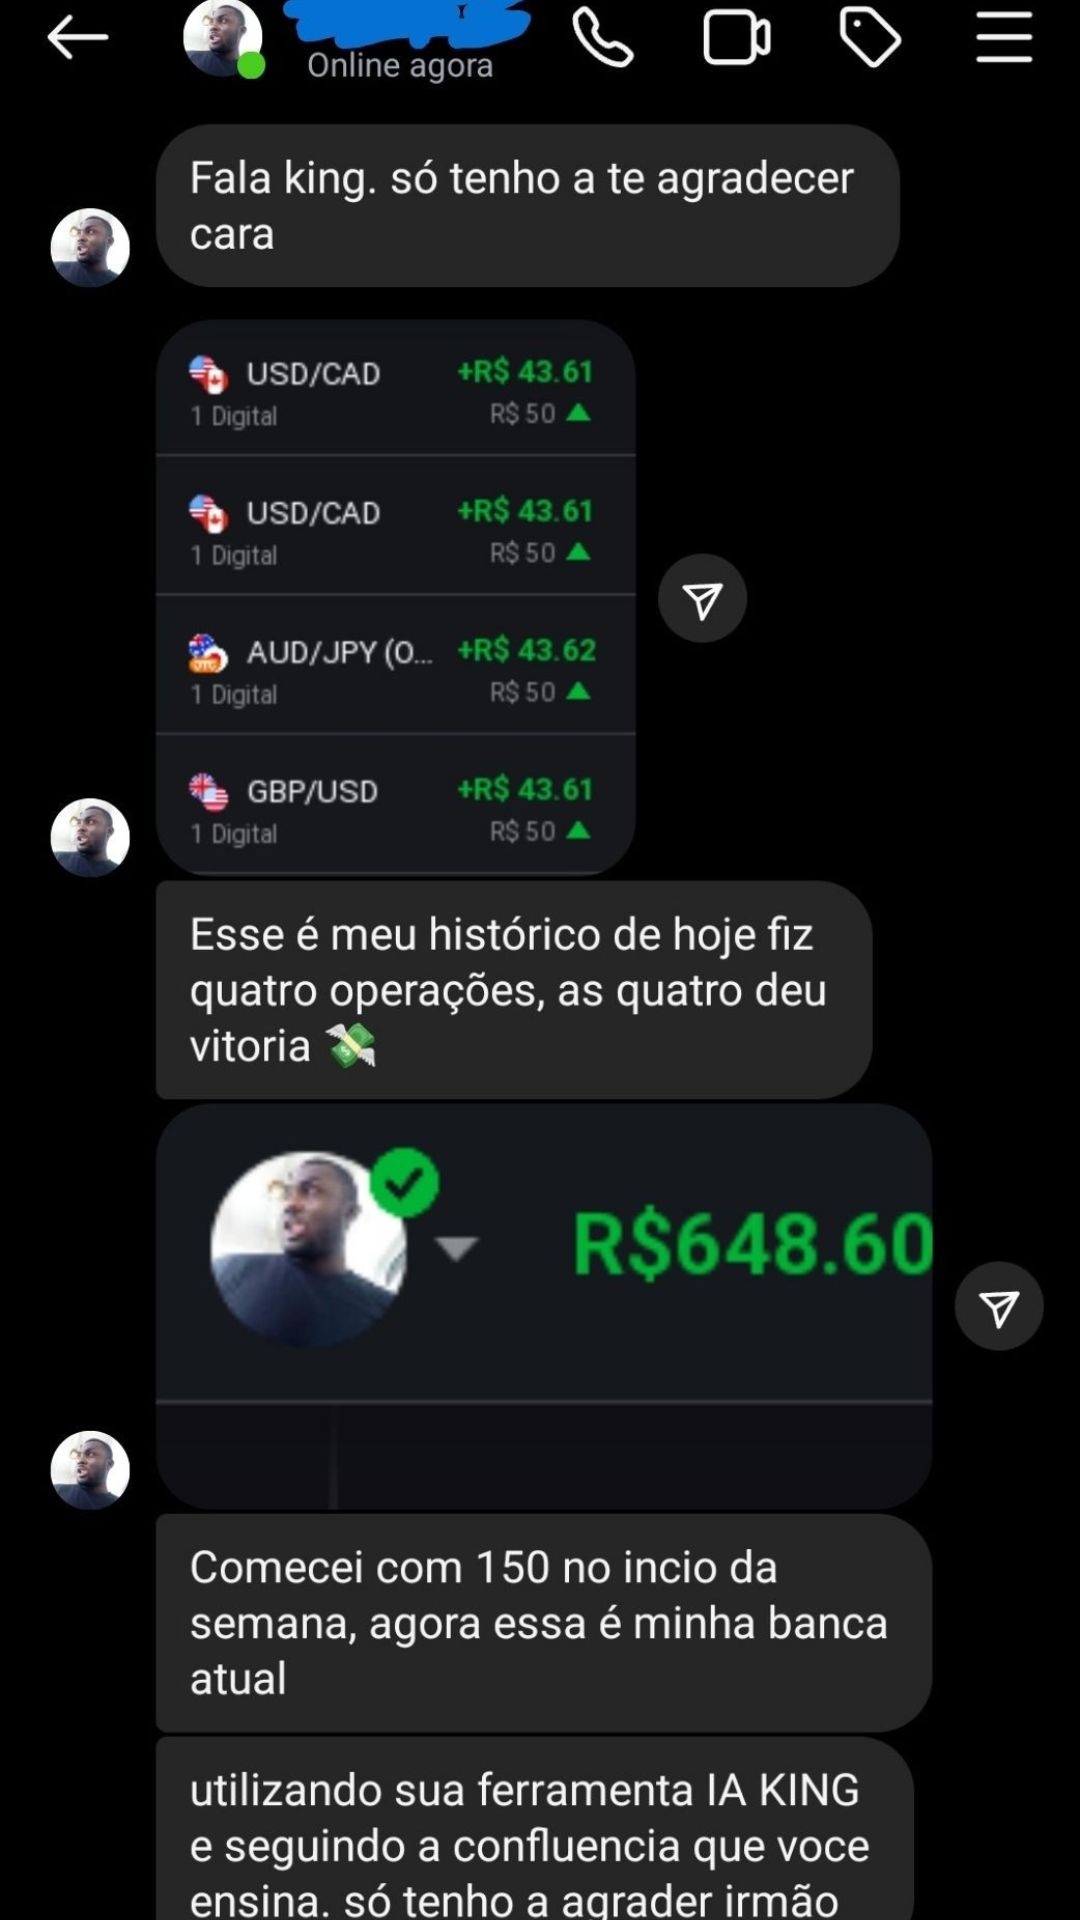 Online agora
Fala king. só tenho a te agradecer
cara
USD/CAD +R$ 43.61
1 Digital R$ 50
USD/CAD +R$ 43.61
1 Digital R$ 50
AUD/JPY (O... +R$ 43.62
OTC
1 Digital R$ 50
GBP/USD +R$ 43.61
1 Digital R$ 50
Esse é meu histórico de hoje fiz
quatro operações, as quatro deu
vitoria 💸
R$648.60
Comecei com 150 no incio da
semana, agora essa é minha banca
atual
utilizando sua ferramenta IA KING
e seguindo a confluencia que voce
ensina. só tenho a agrader irmão